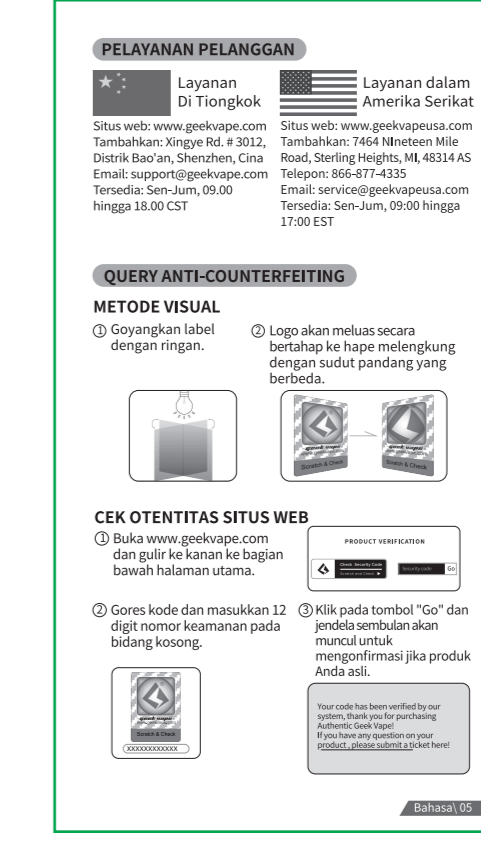 PELAYANAN PELANGGAN
Layanan
Di Tiongkok
Situs web: www.geekvape.com
Tambahkan: Xingye Rd. # 3012,
Distrik Bao'an, Shenzhen, Cina
Email: support@geekvape.com
Tersedia: Sen-Jum, 09.00
hingga 18.00 CST
Layanan dalam
Amerika Serikat
Situs web: www.geekvapeusa.com
Tambahkan: 7464 NIneteen Mile
Road, Sterling Heights, MI, 48314 AS
Telepon: 866-877-4335
Email: service@geekvapeusa.com
Tersedia: Sen-Jum, 09:00 hingga
17:00 EST
QUERY ANTI-COUNTERFEITING
METODE VISUAL
① Goyangkan label
dengan ringan.
② Logo akan meluas secara
bertahap ke hape melengkung
dengan sudut pandang yang
berbeda.
geek vape
Scratch & Check
geek vape
Scratch & Check
CEK OTENTITAS SITUS WEB
① Buka www.geekvape.com
dan gulir ke kanan ke bagian
bawah halaman utama.
PRODUCT VERIFICATION
Check Security Code
Scratch and Check
Security code
Go
② Gores kode dan masukkan 12
digit nomor keamanan pada
bidang kosong.
geek vape
Scratch & Check
XXXXXXXXXXXX
③ Klik pada tombol "Go" dan
jendela sembulan akan
muncul untuk
mengonfirmasi jika produk
Anda asli.
Your code has been verified by our
system, thank you for purchasing
Authentic Geek Vape!
If you have any question on your
product , please submit a ticket here!
Bahasa\ 05